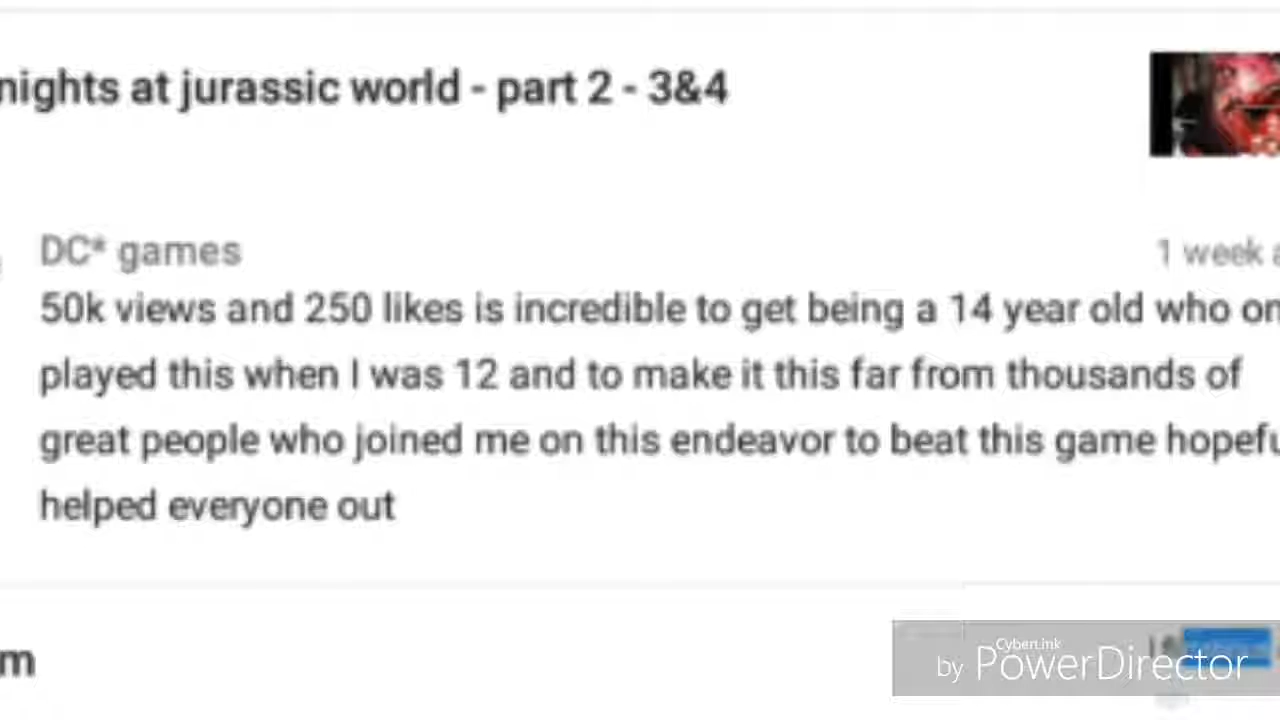 nights at jurassic world - part 2 - 3&4
DC* games
1 week a
50k views and 250 likes is incredible to get being a 14 year old who on
played this when I was 12 and to make it this far from thousands of
great people who joined me on this endeavor to beat this game hopefu
helped everyone out
m
CyberLink
by PowerDirector